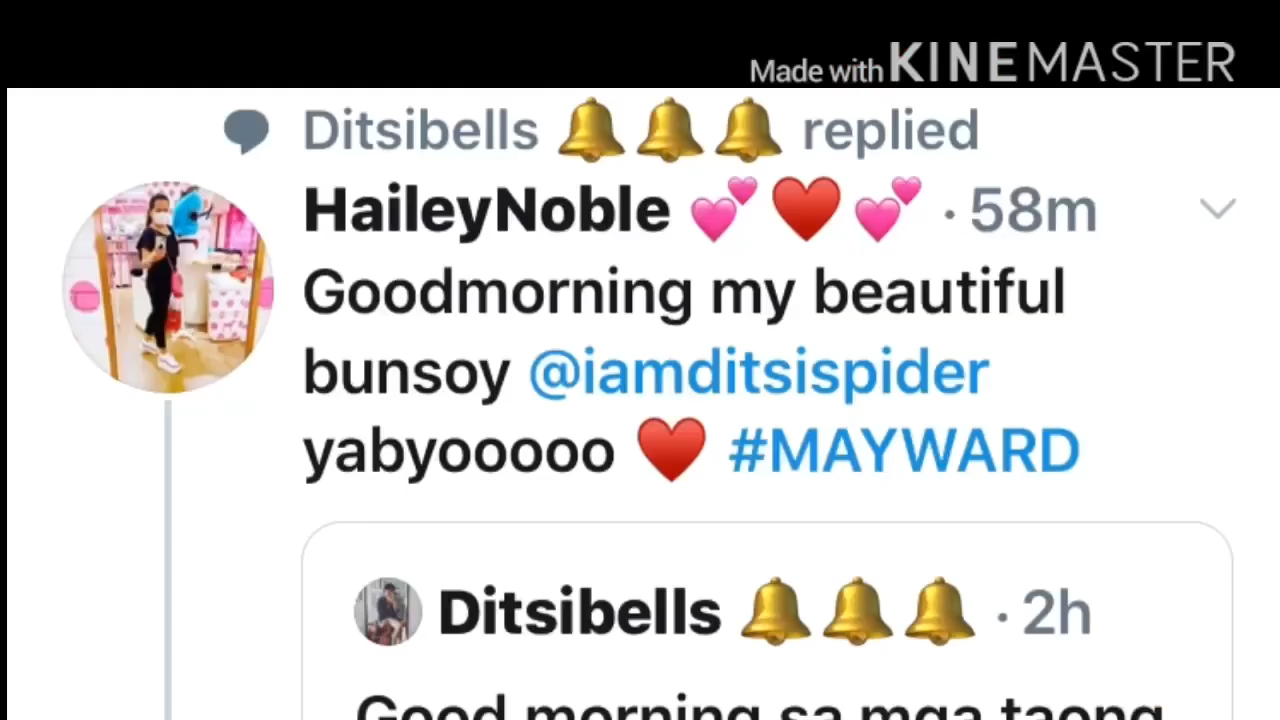 Made with KINEMASTER
Ditsibells 🔔🔔🔔 replied
HaileyNoble 💕❤️💕 · 58m
Goodmorning my beautiful
bunsoy @iamditsispider
yabyooooo ❤️ #MAYWARD
Ditsibells 🔔🔔🔔 · 2h
Good morning sa mga taong